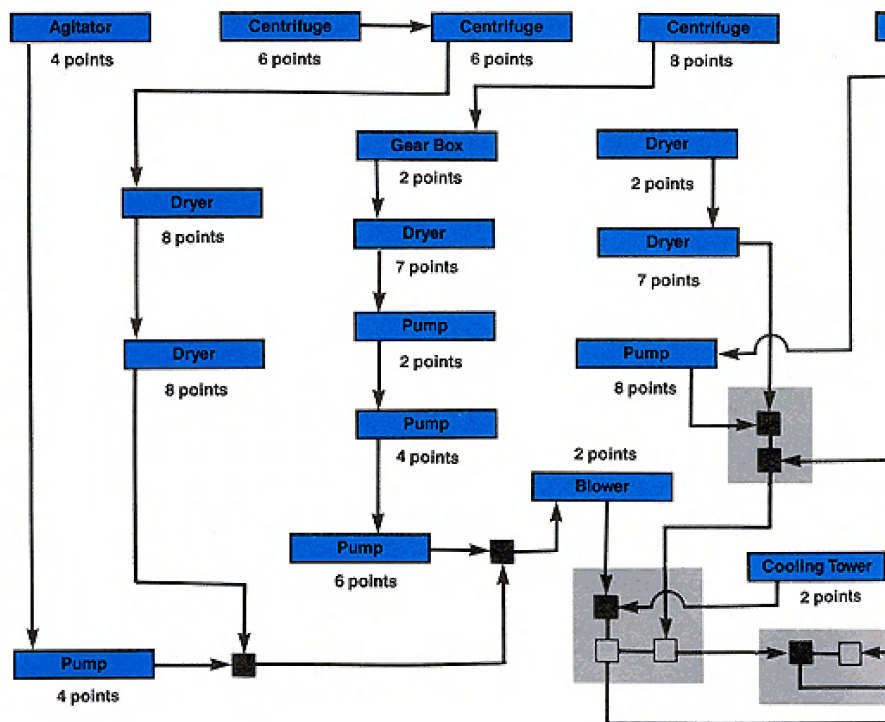 Agitator
4 points
Centrifuge
6 points
Centrifuge
6 points
Centrifuge
8 points
Gear Box
2 points
Dryer
2 points
Dryer
8 points
Dryer
7 points
Dryer
7 points
Pump
2 points
Dryer
8 points
Pump
8 points
Pump
4 points
2 points
Blower
Pump
6 points
Cooling Tower
2 points
Pump
4 points